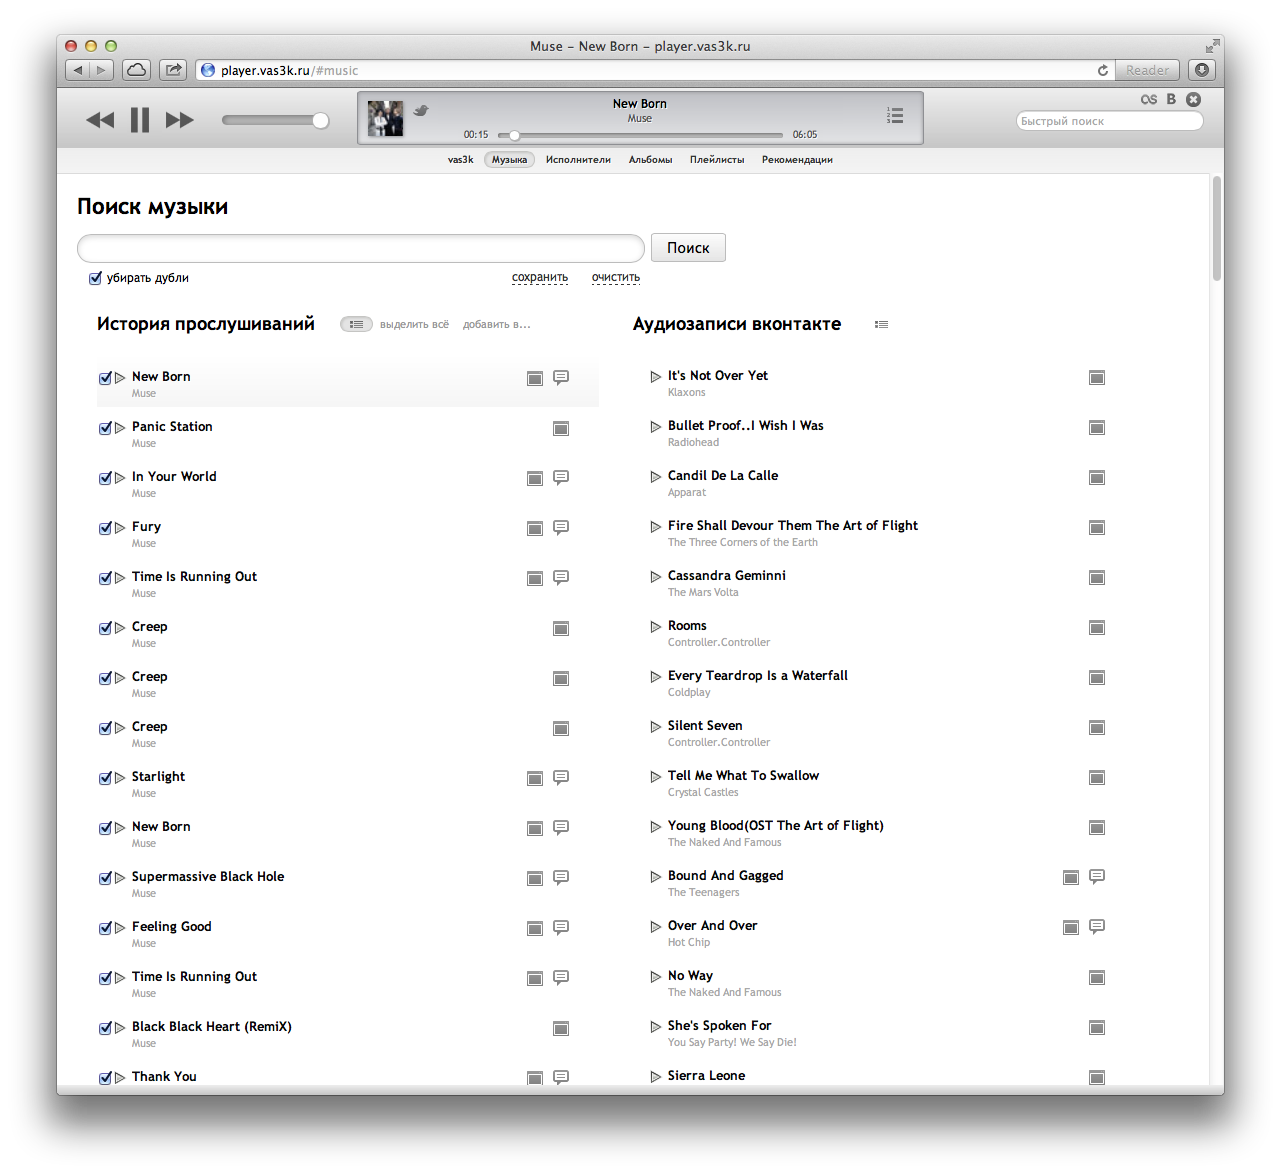 Muse – New Born – player.vas3k.ru
player.vas3k.ru/#music
Reader
New Born
Muse
00:15
06:05
1
2
3
os B
Быстрый поиск
vas3k Музыка Исполнители Альбомы Плейлисты Рекомендации
Поиск музыки
Поиск
убирать дубли
сохранить
очистить
История прослушиваний
выделить всё
добавить в...
New Born
Muse
Panic Station
Muse
In Your World
Muse
Fury
Muse
Time Is Running Out
Muse
Creep
Muse
Creep
Muse
Creep
Muse
Starlight
Muse
New Born
Muse
Supermassive Black Hole
Muse
Feeling Good
Muse
Time Is Running Out
Muse
Black Black Heart (RemiX)
Muse
Thank You
Аудиозаписи вконтакте
It's Not Over Yet
Klaxons
Bullet Proof..I Wish I Was
Radiohead
Candil De La Calle
Apparat
Fire Shall Devour Them The Art of Flight
The Three Corners of the Earth
Cassandra Geminni
The Mars Volta
Rooms
Controller.Controller
Every Teardrop Is a Waterfall
Coldplay
Silent Seven
Controller.Controller
Tell Me What To Swallow
Crystal Castles
Young Blood(OST The Art of Flight)
The Naked And Famous
Bound And Gagged
The Teenagers
Over And Over
Hot Chip
No Way
The Naked And Famous
She's Spoken For
You Say Party! We Say Die!
Sierra Leone